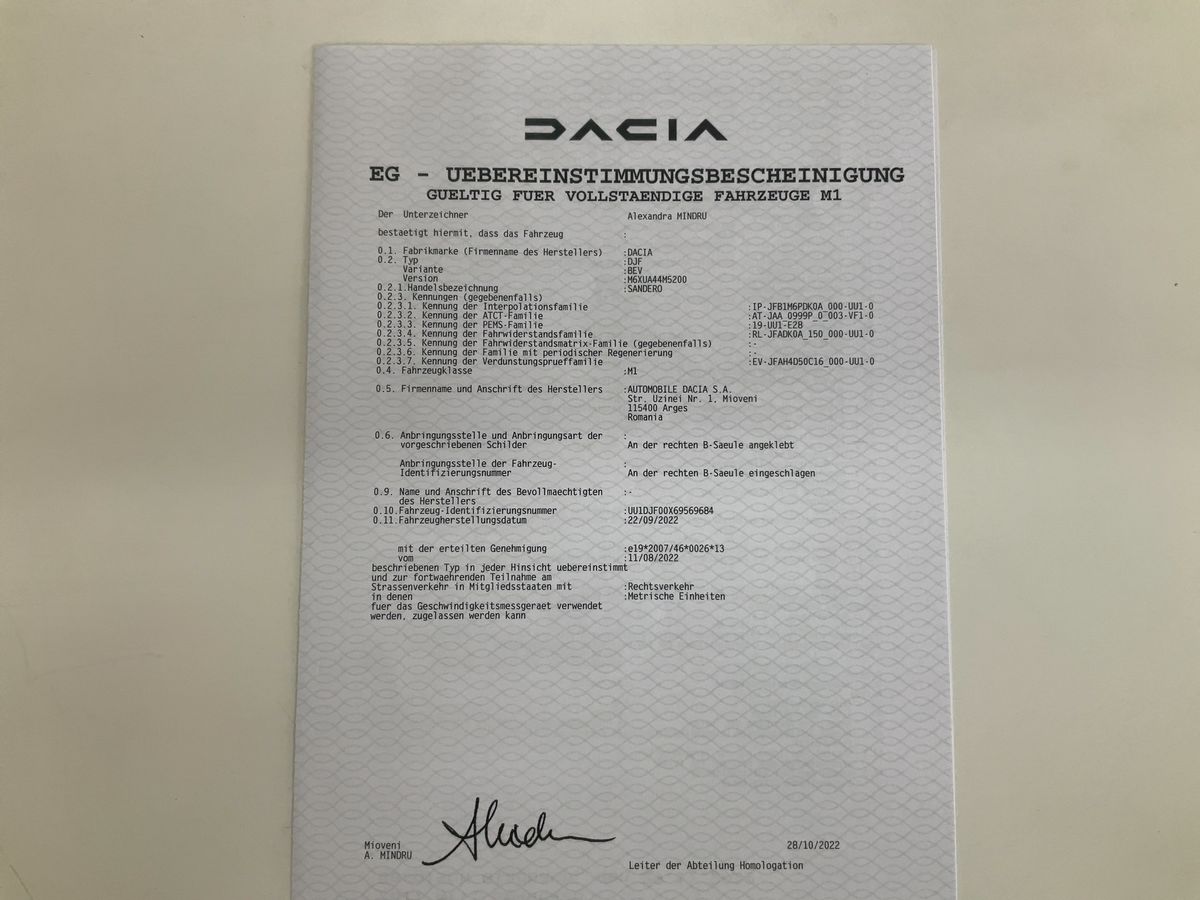 DACIA
EG - UEBEREINSTIMMUNGSBESCHEINIGUNG
GUELTIG FUER VOLLSTAENDIGE FAHRZEUGE M1
Der Unterzeichner Alexandra MINDRU
bestaetigt hiermit, dass das Fahrzeug :
0.1. Fabrikmarke (Firmenname des Herstellers) :DACIA
0.2. Typ :DJF
Variante :BEV
Version :M6XUA44M5200
0.2.1.Handelsbezeichnung :SANDERO
0.2.3. Kennungen (gegebenenfalls)
0.2.3.1. Kennung der Interpolationsfamilie :IP-JFB1M6PDK0A_000-UU1-0
0.2.3.2. Kennung der ATCT-Familie :AT-JAA_0999P_0_003-VF1-0
0.2.3.3. Kennung der PEMS-Familie :19-UU1-E2B
0.2.3.4. Kennung der Fahrwiderstandsfamilie :RL-JFADK0A_150_000-UU1-0
0.2.3.5. Kennung der Fahrwiderstandsmatrix-Familie (gegebenenfalls) :-
0.2.3.6. Kennung der Familie mit periodischer Regenerierung :-
0.2.3.7. Kennung der Verdunstungsprueffamilie :EV-JFAH4D50C16_000-UU1-0
0.4. Fahrzeugklasse :M1
0.5. Firmenname und Anschrift des Herstellers :AUTOMOBILE DACIA S.A.
Str. Uzinei Nr. 1, Mioveni
115400 Arges
Romania
0.6. Anbringungsstelle und Anbringungsart der :
vorgeschriebenen Schilder An der rechten B-Saeule angeklebt
Anbringungsstelle der Fahrzeug- :
Identifizierungsnummer An der rechten B-Saeule eingeschlagen
0.9. Name und Anschrift des Bevollmaechtigten :-
des Herstellers
0.10.Fahrzeug-Identifizierungsnummer :UU1DJF00X69569684
0.11.Fahrzeugherstellungsdatum :22/09/2022
mit der erteilten Genehmigung :e19*2007/46*0026*13
vom :11/08/2022
beschriebenen Typ in jeder Hinsicht uebereinstimmt
und zur fortwaehrenden Teilnahme am
Strassenverkehr in Mitgliedsstaaten mit :Rechtsverkehr
in denen :Metrische Einheiten
fuer das Geschwindigkeitsmessgeraet verwendet
werden, zugelassen werden kann
Mioveni 28/10/2022
A. MINDRU Leiter der Abteilung Homologation